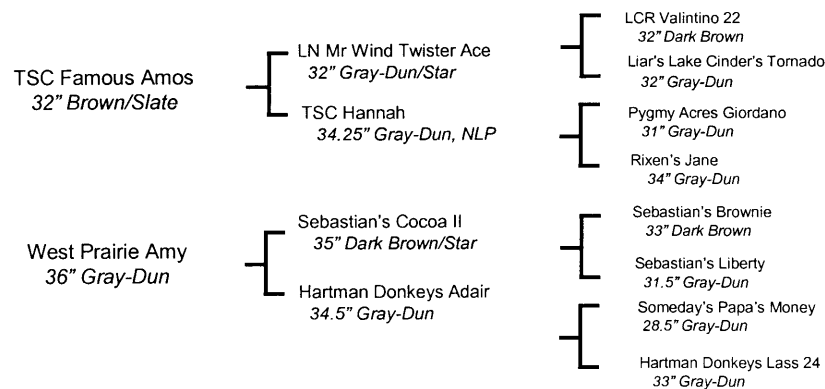 TSC Famous Amos
32" Brown/Slate
LN Mr Wind Twister Ace
32" Gray-Dun/Star
TSC Hannah
34.25" Gray-Dun, NLP
LCR Valintino 22
32" Dark Brown
Liar's Lake Cinder's Tornado
32" Gray-Dun
Pygmy Acres Giordano
31" Gray-Dun
Rixen's Jane
34" Gray-Dun
West Prairie Amy
36" Gray-Dun
Sebastian's Cocoa II
35" Dark Brown/Star
Hartman Donkeys Adair
34.5" Gray-Dun
Sebastian's Brownie
33" Dark Brown
Sebastian's Liberty
31.5" Gray-Dun
Someday's Papa's Money
28.5" Gray-Dun
Hartman Donkeys Lass 24
33" Gray-Dun